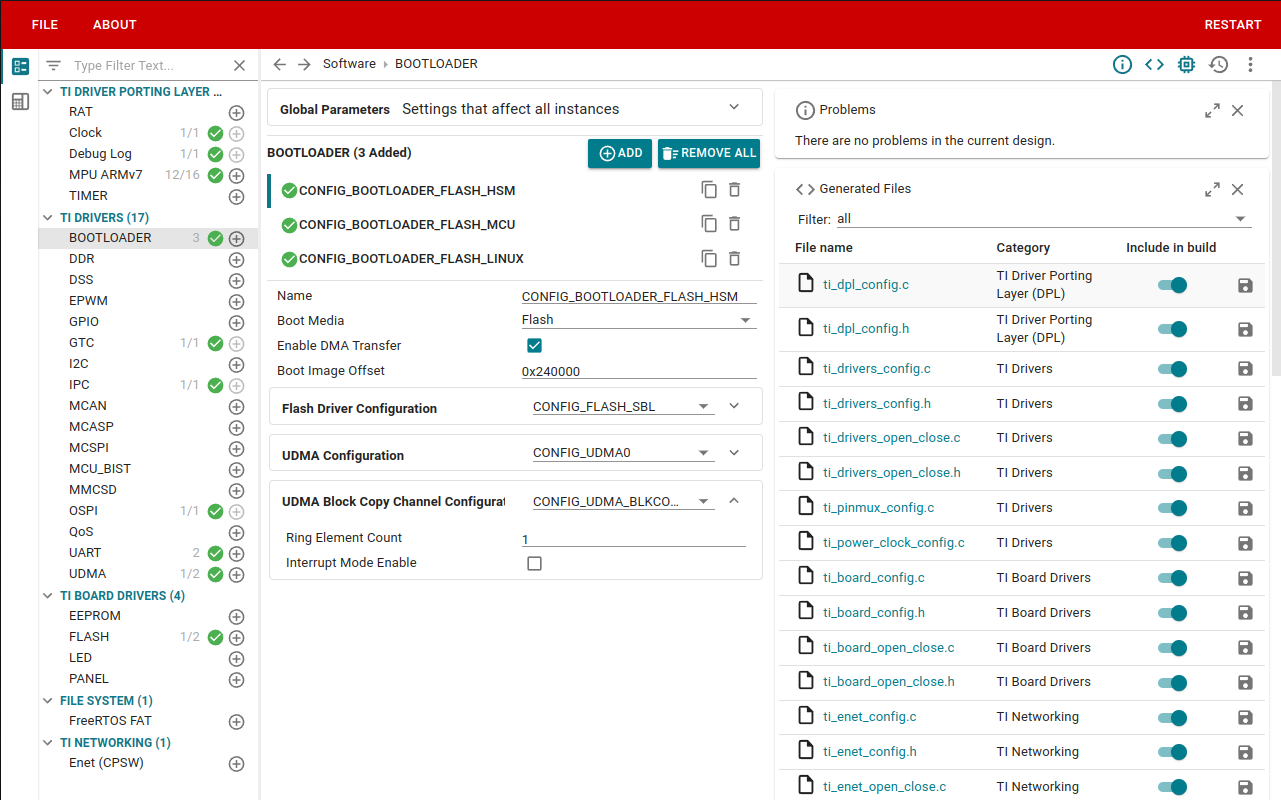 FILE ABOUT RESTART
Type Filter Text...
TI DRIVER PORTING LAYER ...
RAT
Clock 1/1
Debug Log 1/1
MPU ARMv7 12/16
TIMER
TI DRIVERS (17)
BOOTLOADER 3
DDR
DSS
EPWM
GPIO
GTC 1/1
I2C
IPC 1/1
MCAN
MCASP
MCSPI
MCU_BIST
MMCSD
OSPI 1/1
QoS
UART 2
UDMA 1/2
TI BOARD DRIVERS (4)
EEPROM
FLASH 1/2
LED
PANEL
FILE SYSTEM (1)
FreeRTOS FAT
TI NETWORKING (1)
Enet (CPSW)
Software BOOTLOADER
Global Parameters Settings that affect all instances
BOOTLOADER (3 Added) ADD REMOVE ALL
CONFIG_BOOTLOADER_FLASH_HSM
CONFIG_BOOTLOADER_FLASH_MCU
CONFIG_BOOTLOADER_FLASH_LINUX
Name CONFIG_BOOTLOADER_FLASH_HSM
Boot Media Flash
Enable DMA Transfer
Boot Image Offset 0x240000
Flash Driver Configuration CONFIG_FLASH_SBL
UDMA Configuration CONFIG_UDMA0
UDMA Block Copy Channel Configurat CONFIG_UDMA_BLKCO...
Ring Element Count 1
Interrupt Mode Enable
Problems
There are no problems in the current design.
Generated Files
Filter: all
File name Category Include in build
ti_dpl_config.c TI Driver Porting
Layer (DPL)
ti_dpl_config.h TI Driver Porting
Layer (DPL)
ti_drivers_config.c TI Drivers
ti_drivers_config.h TI Drivers
ti_drivers_open_close.c TI Drivers
ti_drivers_open_close.h TI Drivers
ti_pinmux_config.c TI Drivers
ti_power_clock_config.c TI Drivers
ti_board_config.c TI Board Drivers
ti_board_config.h TI Board Drivers
ti_board_open_close.c TI Board Drivers
ti_board_open_close.h TI Board Drivers
ti_enet_config.c TI Networking
ti_enet_config.h TI Networking
ti_enet_open_close.c TI Networking